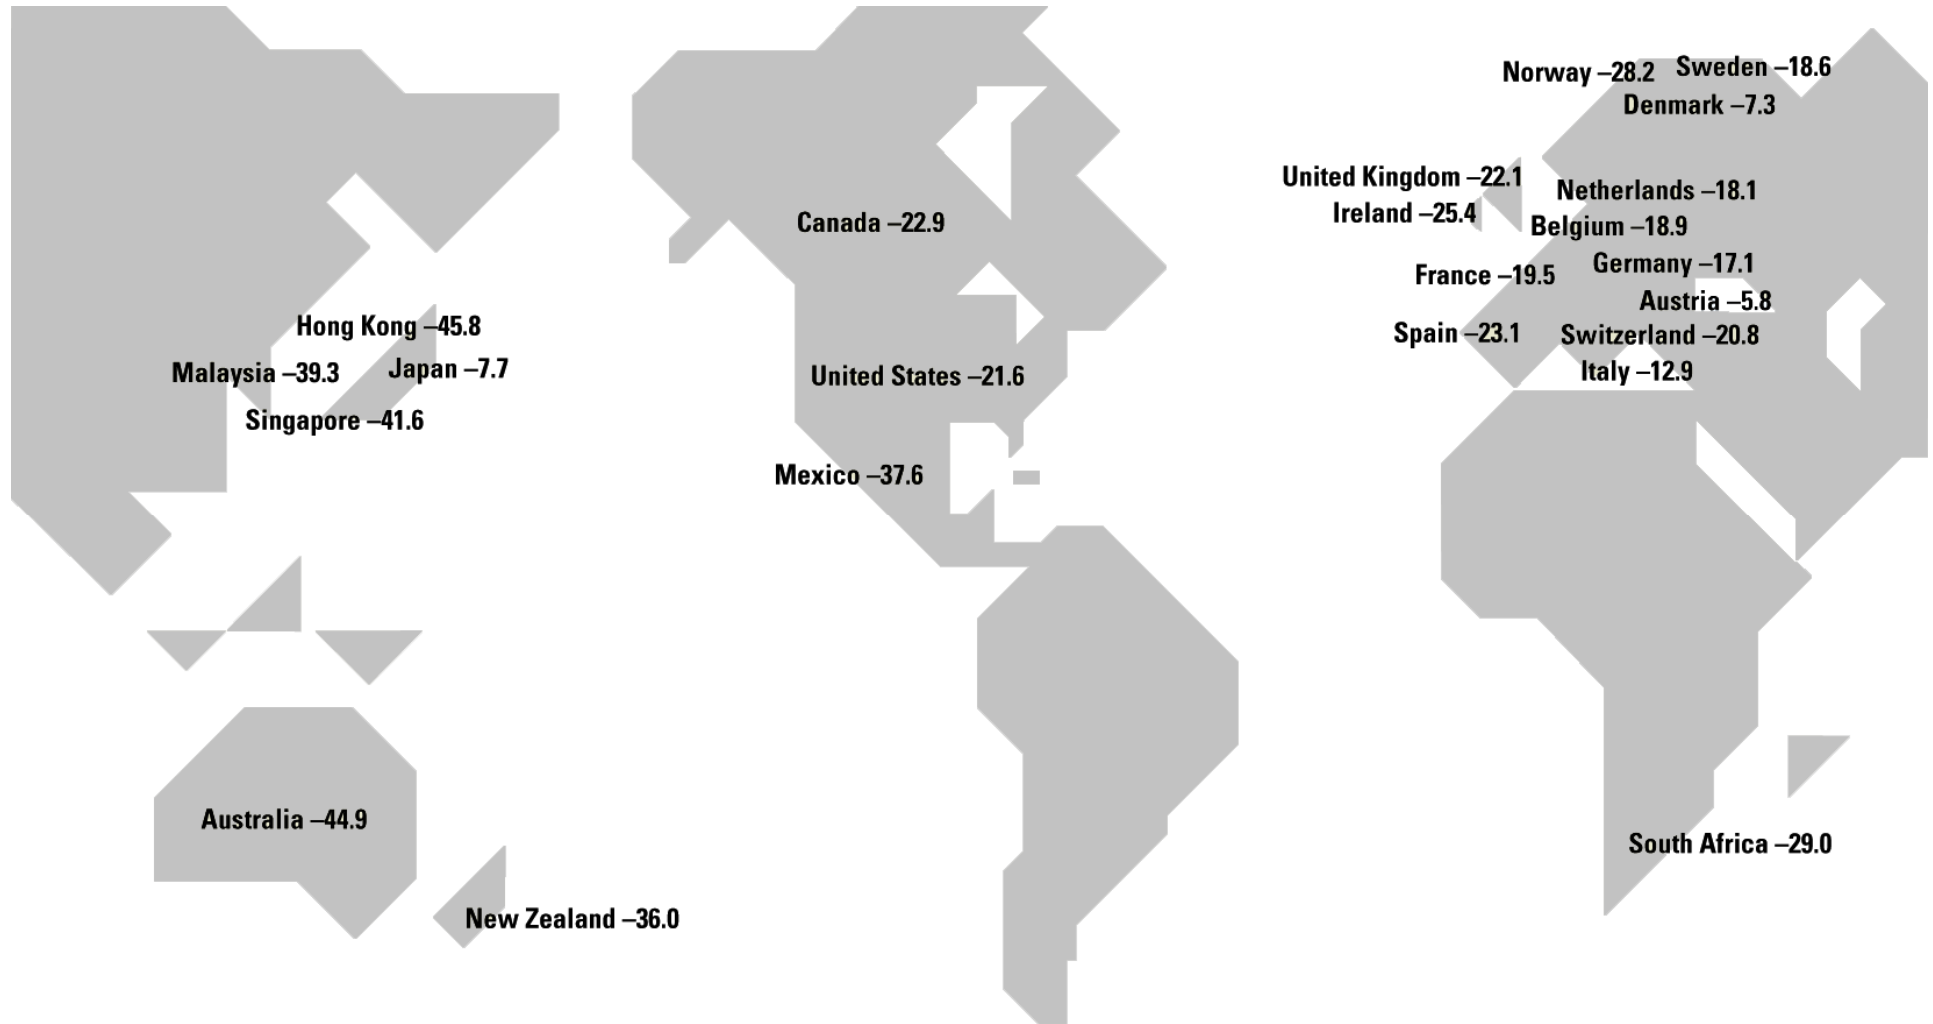 Norway –28.2
Sweden –18.6
Denmark –7.3
United Kingdom –22.1
Netherlands –18.1
Ireland –25.4
Belgium –18.9
Canada –22.9
France –19.5
Germany –17.1
Austria –5.8
Hong Kong –45.8
Spain –23.1
Switzerland –20.8
Malaysia –39.3
Japan –7.7
United States –21.6
Italy –12.9
Singapore –41.6
Mexico –37.6
Australia –44.9
South Africa –29.0
New Zealand –36.0